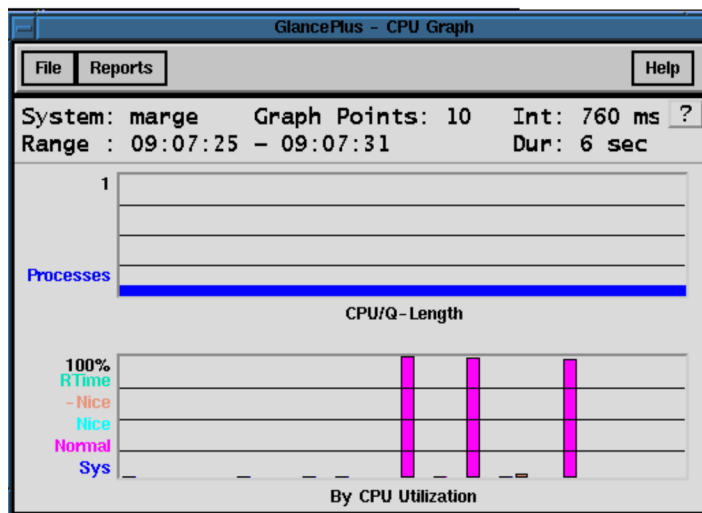 GlancePlus - CPU Graph
File Reports Help
System: marge Graph Points: 10 Int: 760 ms ?
Range : 09:07:25 - 09:07:31 Dur: 6 sec
1
Processes
CPU/Q-Length
100%
RTime
-Nice
Nice
Normal
Sys
By CPU Utilization